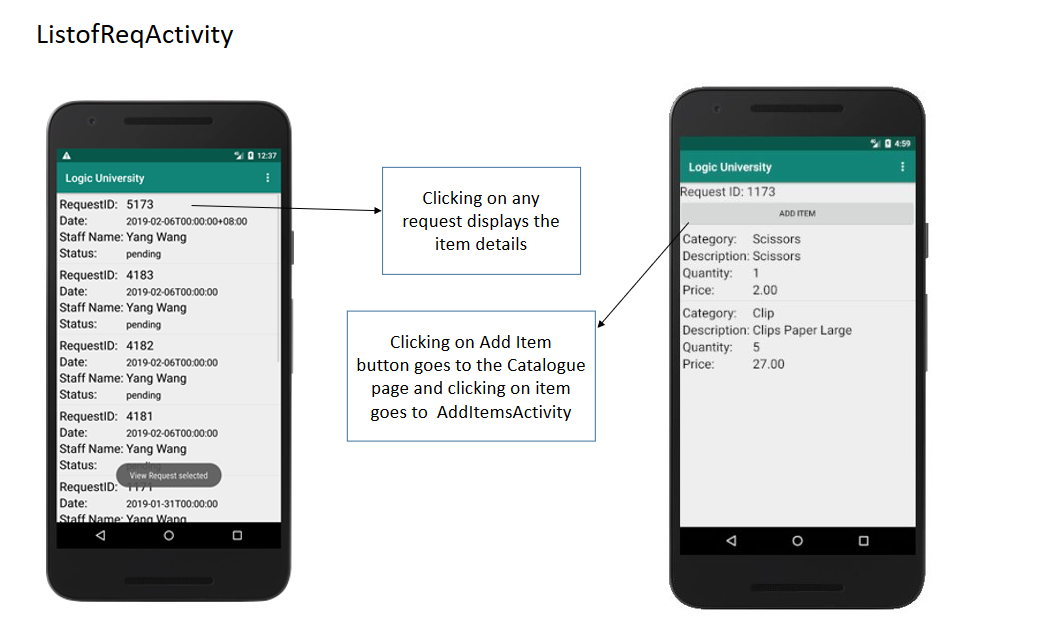 ListofReqActivity
12:37
Logic University
RequestID: 5173
Date: 2019-02-06T00:00:00+08:00
Staff Name: Yang Wang
Status: pending
RequestID: 4183
Date: 2019-02-06T00:00:00
Staff Name: Yang Wang
Status: pending
RequestID: 4182
Date: 2019-02-06T00:00:00
Staff Name: Yang Wang
Status: pending
RequestID: 4181
Date: 2019-02-06T00:00:00
Staff Name: Yang Wang
Status: pending
View Request selected
RequestID: 1171
Date: 2019-01-31T00:00:00
Staff Name: Yang Wang
Clicking on any
request displays the
item details
Clicking on Add Item
button goes to the Catalogue
page and clicking on item
goes to AddItemsActivity
4:59
Logic University
Request ID: 1173
ADD ITEM
Category: Scissors
Description: Scissors
Quantity: 1
Price: 2.00
Category: Clip
Description: Clips Paper Large
Quantity: 5
Price: 27.00